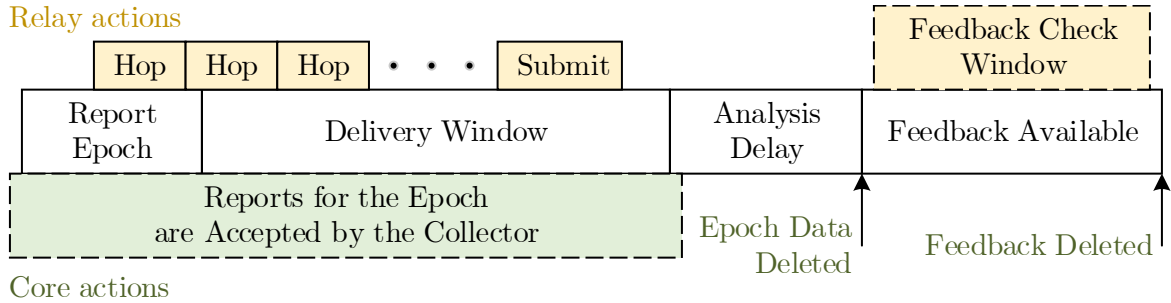 Relay actions
Hop
Hop
Hop
. . .
Submit
Feedback Check
Window
Report
Epoch
Delivery Window
Analysis
Delay
Feedback Available
Reports for the Epoch
are Accepted by the Collector
Epoch Data
Deleted
Feedback Deleted
Core actions